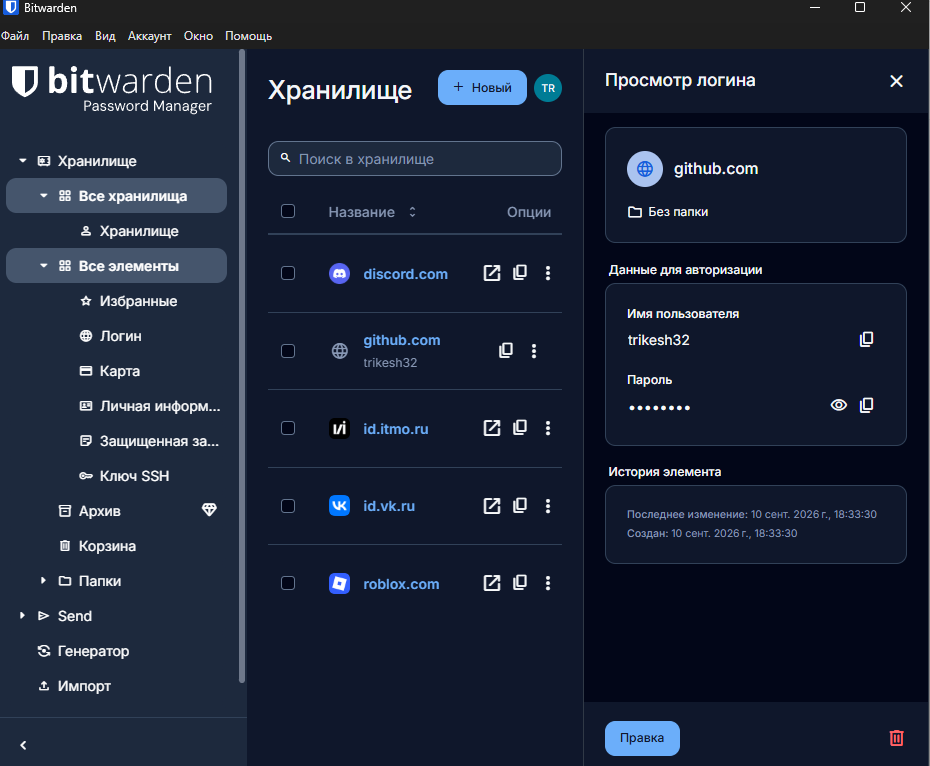 Bitwarden
Файл Правка Вид Аккаунт Окно Помощь
bitwarden
Password Manager
Хранилище
Все хранилища
Хранилище
Все элементы
Избранные
Логин
Карта
Личная информ...
Защищенная за...
Ключ SSH
Архив
Корзина
Папки
Send
Генератор
Импорт
Хранилище
+ Новый
TR
Поиск в хранилище
Название Опции
discord.com
github.com
trikesh32
id.itmo.ru
id.vk.ru
roblox.com
Просмотр логина
github.com
Без папки
Данные для авторизации
Имя пользователя
trikesh32
Пароль
••••••••
История элемента
Последнее изменение: 10 сент. 2026 г., 18:33:30
Создан: 10 сент. 2026 г., 18:33:30
Правка